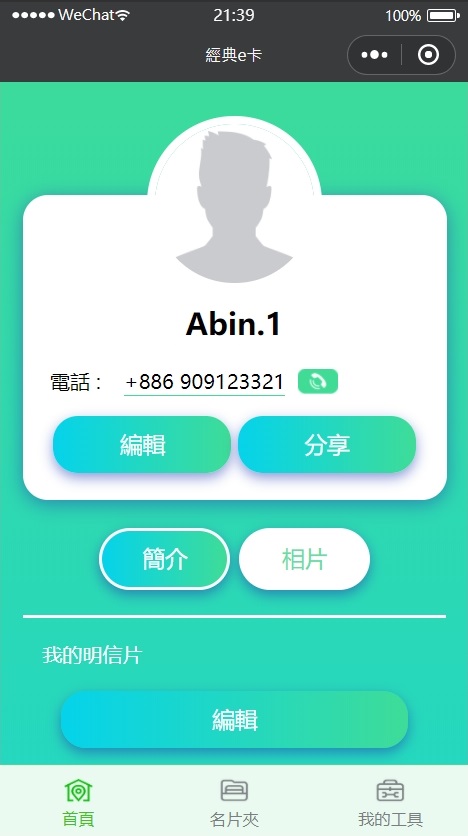 ●●●●● WeChat 21:39 100%
經典e卡
Abin.1
電話： +886 909123321
編輯 分享
簡介 相片
我的明信片
編輯
首頁 名片夾 我的工具